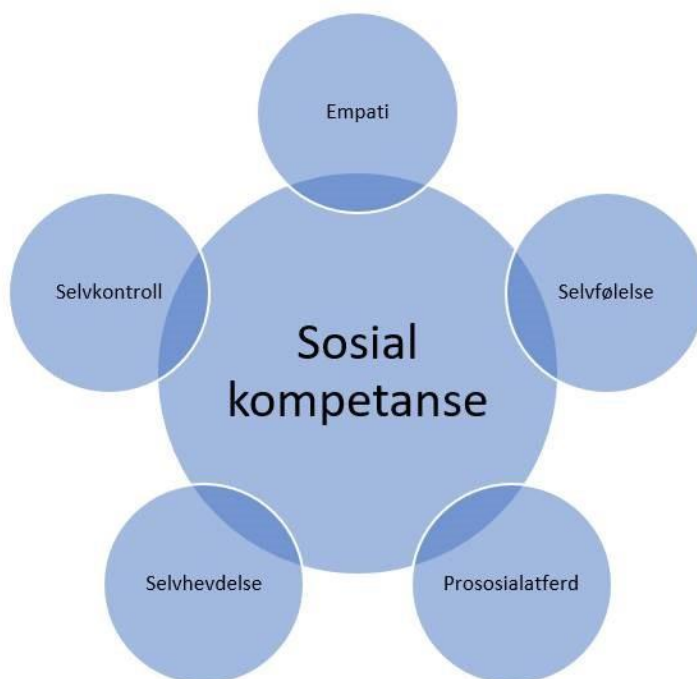 Empati
Selvkontroll
Selvfølelse
Sosial
kompetanse
Selvhevdelse
Prososialatferd